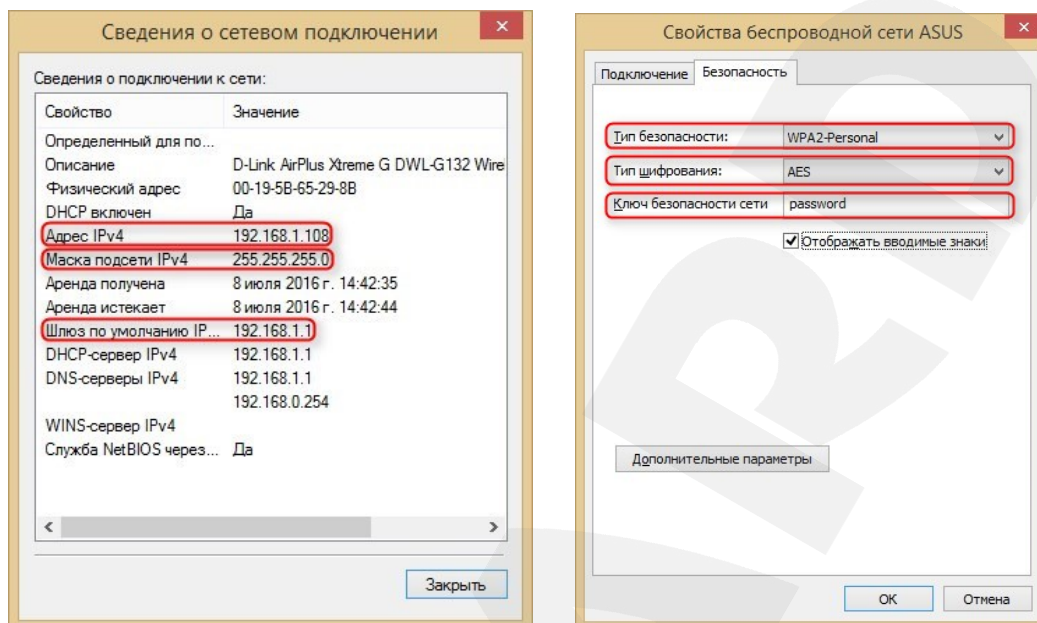 Сведения о сетевом подключении
Сведения о подключении к сети:
Свойство Значение
Определенный для по...
Описание D-Link AirPlus Xtreme G DWL-G132 Wire
Физический адрес 00-19-5B-65-29-8B
DHCP включен Да
Адрес IPv4 192.168.1.108
Маска подсети IPv4 255.255.255.0
Аренда получена 8 июля 2016 г. 14:42:35
Аренда истекает 8 июля 2016 г. 14:42:44
Шлюз по умолчанию IP... 192.168.1.1
DHCP-сервер IPv4 192.168.1.1
DNS-серверы IPv4 192.168.1.1
192.168.0.254
WINS-сервер IPv4
Служба NetBIOS через... Да
Закрыть
Свойства беспроводной сети ASUS
Подключение Безопасность
Тип безопасности: WPA2-Personal
Тип шифрования: AES
Ключ безопасности сети password
Отображать вводимые знаки
Дополнительные параметры
ОК Отмена